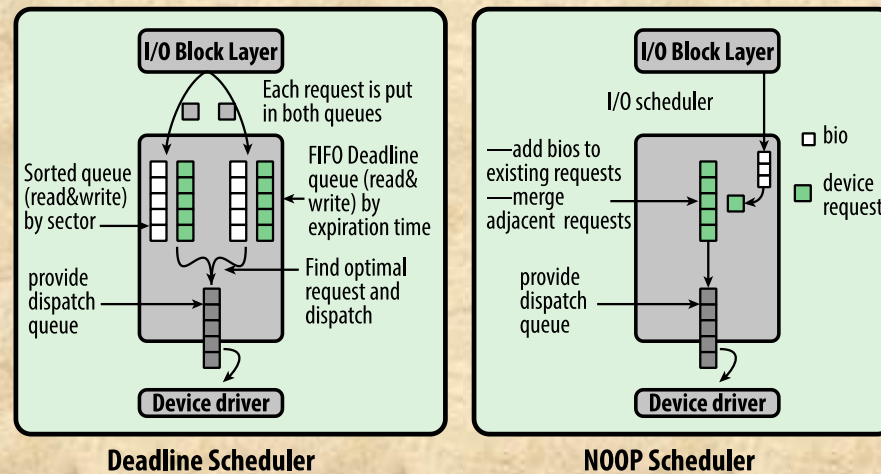 I/O Block Layer
Each request is put
in both queues
Sorted queue
(read&write)
by sector
FIFO Deadline
queue (read&
write) by
expiration time
provide
dispatch
queue
Find optimal
request and
dispatch
Device driver
Deadline Scheduler
I/O Block Layer
I/O scheduler
bio
device
request
—add bios to
existing requests
—merge
adjacent requests
provide
dispatch
queue
Device driver
NOOP Scheduler